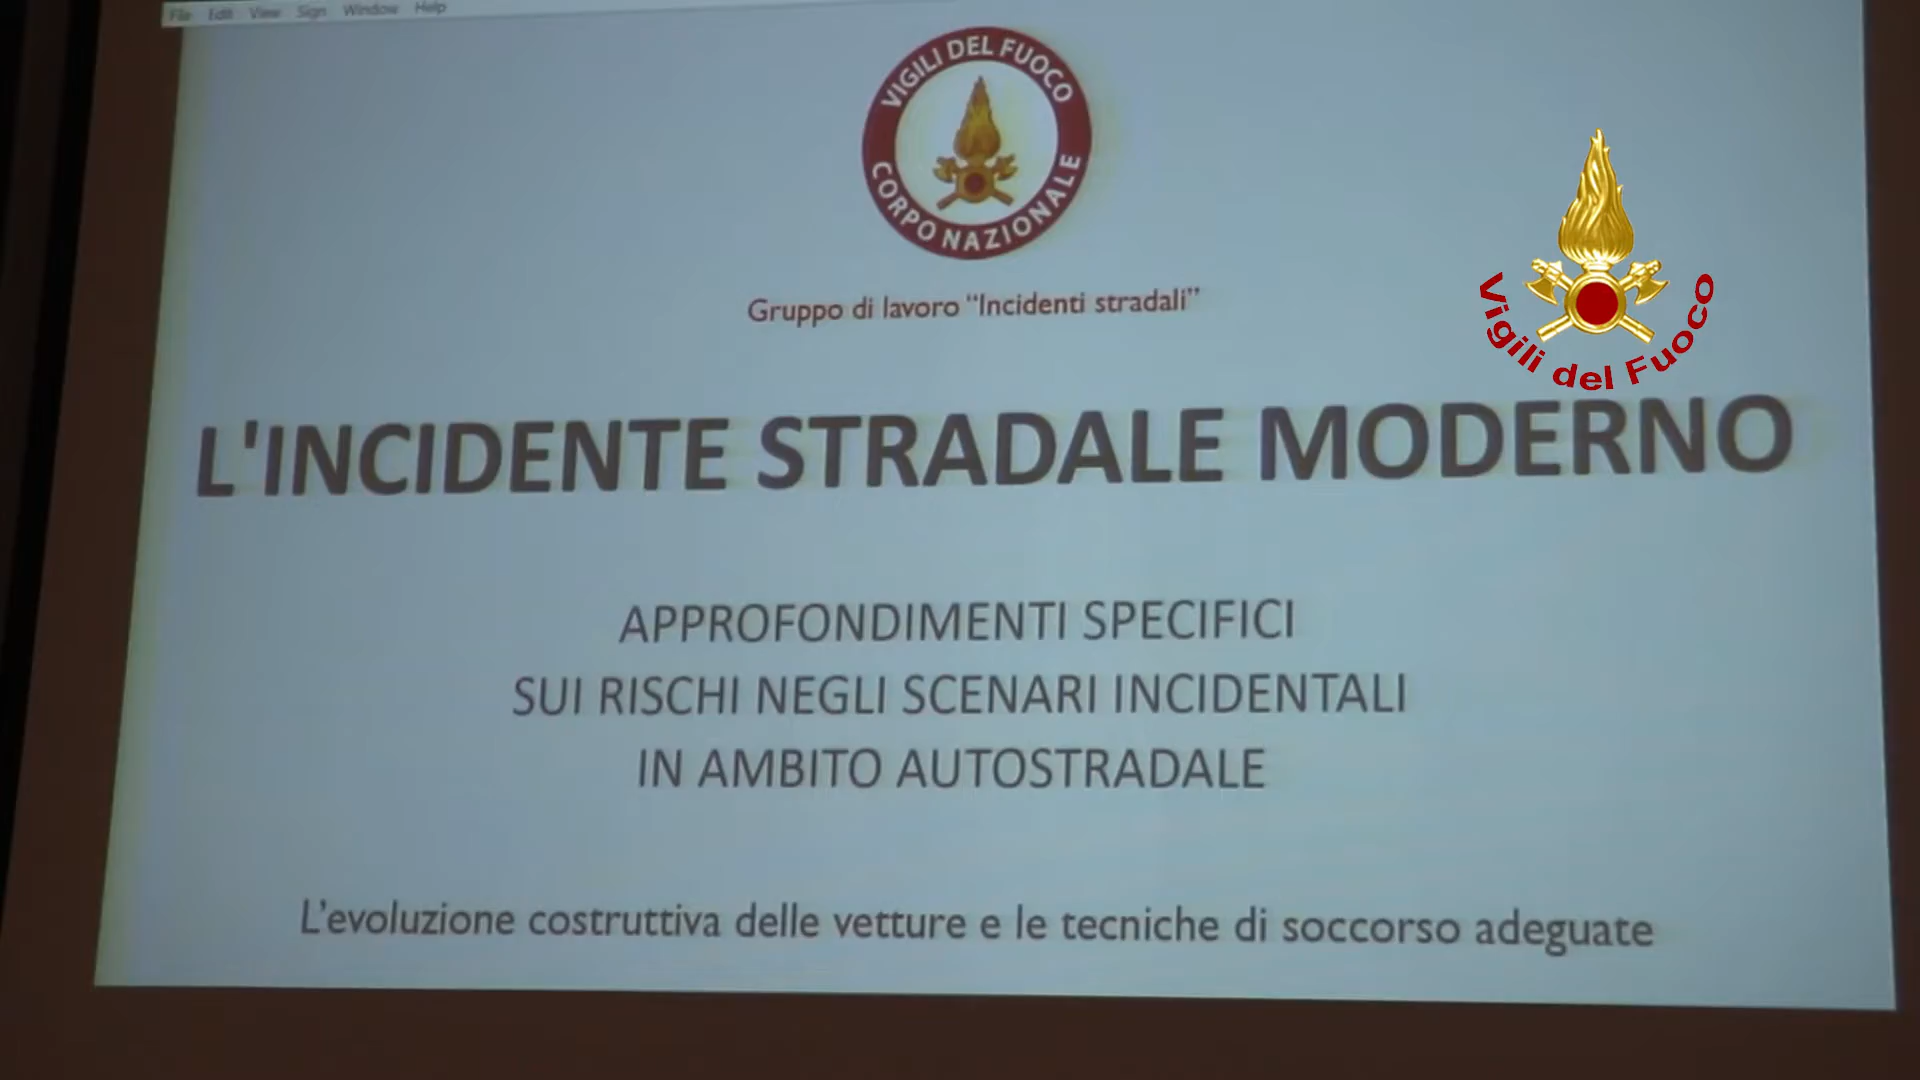 File Edit View Sign Window Help
VIGILI DEL FUOCO
CORPO NAZIONALE
Gruppo di lavoro “Incidenti stradali”
Vigili del Fuoco
L'INCIDENTE STRADALE MODERNO
APPROFONDIMENTI SPECIFICI
SUI RISCHI NEGLI SCENARI INCIDENTALI
IN AMBITO AUTOSTRADALE
L’evoluzione costruttiva delle vetture e le tecniche di soccorso adeguate